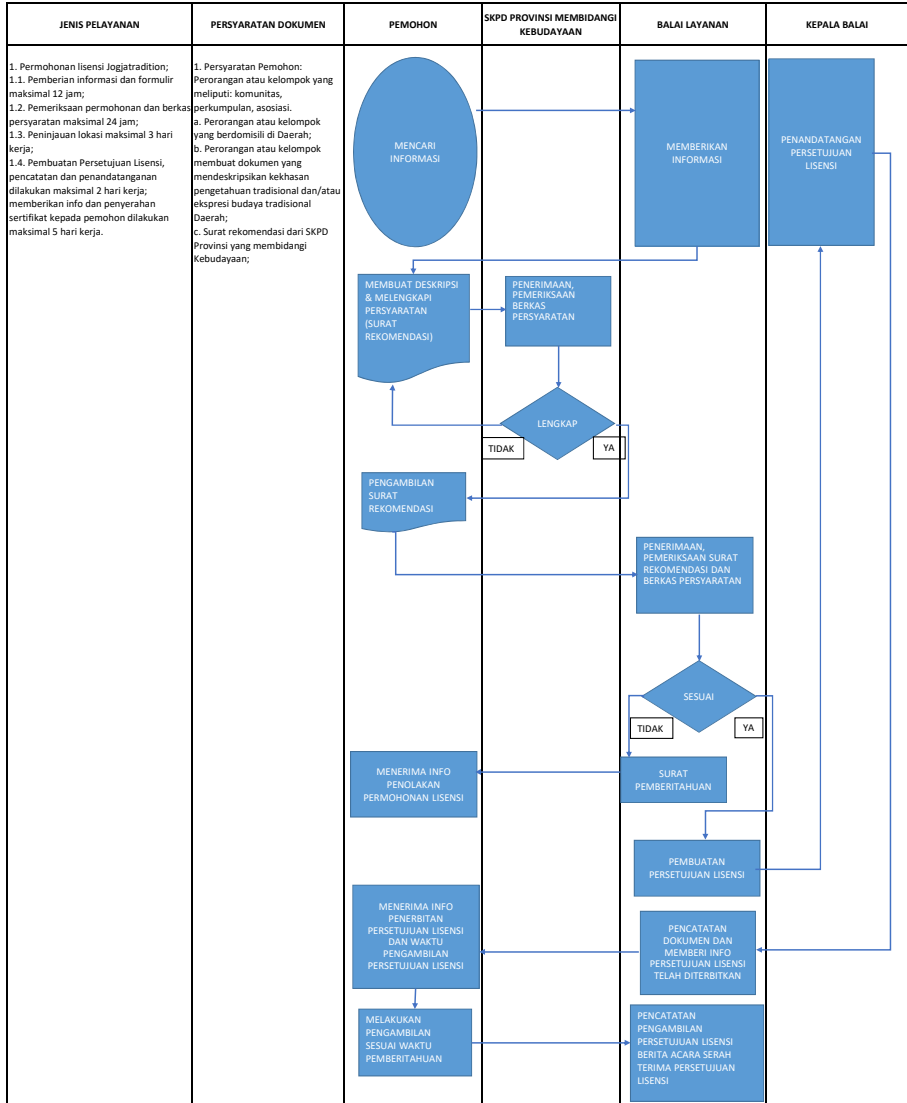 JENIS PELAYANAN
PERSYARATAN DOKUMEN
PEMOHON
SKPD PROVINSI MEMBIDANGI
KEBUDAYAAN
BALAI LAYANAN
KEPALA BALAI
1. Permohonan lisensi Jogjatradition;
1.1. Pemberian informasi dan formulir
maksimal 12 jam;
1.2. Pemeriksaan permohonan dan berkas
persyaratan maksimal 24 jam;
1.3. Peninjauan lokasi maksimal 3 hari
kerja;
1.4. Pembuatan Persetujuan Lisensi,
pencatatan dan penandatanganan
dilakukan maksimal 2 hari kerja;
memberikan info dan penyerahan
sertifikat kepada pemohon dilakukan
maksimal 5 hari kerja.
1. Persyaratan Pemohon:
Perorangan atau kelompok yang
meliputi: komunitas,
perkumpulan, asosiasi.
a. Perorangan atau kelompok
yang berdomisili di Daerah;
b. Perorangan atau kelompok
membuat dokumen yang
mendeskripsikan kekhasan
pengetahuan tradisional dan/atau
ekspresi budaya tradisional
Daerah;
c. Surat rekomendasi dari SKPD
Provinsi yang membidangi
Kebudayaan;
MENCARI
INFORMASI
MEMBERIKAN
INFORMASI
PENANDATANGAN
PERSETUJUAN
LISENSI
MEMBUAT DESKRIPSI
& MELENGKAPI
PERSYARATAN
(SURAT
REKOMENDASI)
PENERIMAAN,
PEMERIKSAAN
BERKAS
PERSYARATAN
LENGKAP
TIDAK
YA
PENGAMBILAN
SURAT
REKOMENDASI
PENERIMAAN,
PEMERIKSAAN SURAT
REKOMENDASI DAN
BERKAS PERSYARATAN
SESUAI
TIDAK
YA
MENERIMA INFO
PENOLAKAN
PERMOHONAN LISENSI
SURAT
PEMBERITAHUAN
PEMBUATAN
PERSETUJUAN LISENSI
MENERIMA INFO
PENERBITAN
PERSETUJUAN LISENSI
DAN WAKTU
PENGAMBILAN
PERSETUJUAN LISENSI
PENCATATAN
DOKUMEN DAN
MEMBERI INFO
PERSETUJUAN LISENSI
TELAH DITERBITKAN
MELAKUKAN
PENGAMBILAN
SESUAI WAKTU
PEMBERITAHUAN
PENCATATAN
PENGAMBILAN
PERSETUJUAN LISENSI
BERITA ACARA SERAH
TERIMA PERSETUJUAN
LISENSI